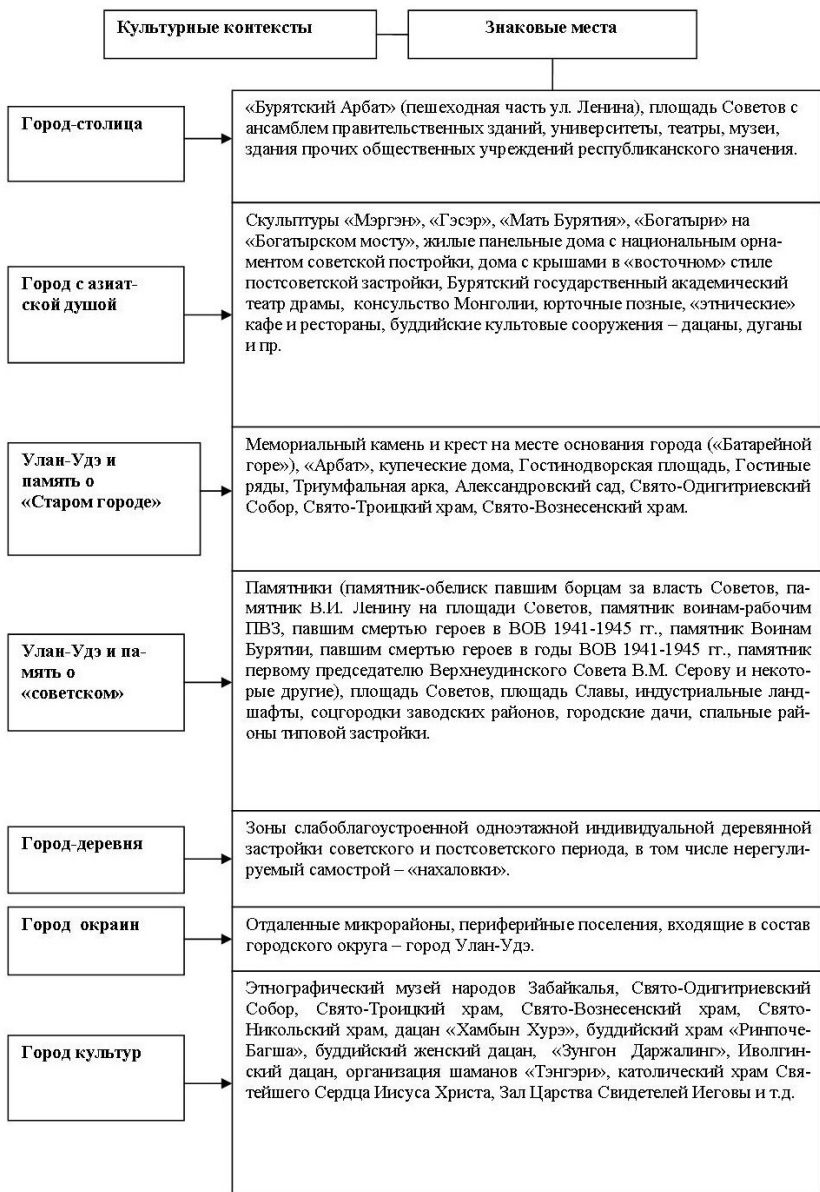 Культурные контексты
Знаковые места
Город-столица
«Бурятский Арбат» (пешеходная часть ул. Ленина), площадь Советов с
ансамблем правительственных зданий, университеты, театры, музеи,
здания прочих общественных учреждений республиканского значения.
Город с азиат-
ской душой
Скульптуры «Мэргэн», «Гэсэр», «Мать Бурятия», «Богатыри» на
«Богатырском мосту», жилые панельные дома с национальным орна-
ментом советской постройки, дома с крышами в «восточном» стиле
постсоветской застройки, Бурятский государственный академический
театр драмы, консульство Монголии, юрточные позные, «этнические»
кафе и рестораны, буддийские культовые сооружения – дацаны, дуганы
и пр.
Улан-Удэ и
память о
«Старом городе»
Мемориальный камень и крест на месте основания города («Батарейной
горе»), «Арбат», купеческие дома, Гостинодворская площадь, Гостиные
ряды, Триумфальная арка, Александровский сад, Свято-Одигитриевский
Собор, Свято-Троицкий храм, Свято-Вознесенский храм.
Улан-Удэ и па-
мять о
«советском»
Памятники (памятник-обелиск павшим борцам за власть Советов, па-
мятник В.И. Ленину на площади Советов, памятник воинам-рабочим
ПВЗ, павшим смертью героев в ВОВ 1941-1945 гг., памятник Воинам
Бурятии, павшим смертью героев в годы ВОВ 1941-1945 гг., памятник
первому председателю Верхнеудинского Совета В.М. Серову и некото-
рые другие), площадь Советов, площадь Славы, индустриальные ланд-
шафты, соцгородки заводских районов, городские дачи, спальные рай-
оны типовой застройки.
Город-деревня
Зоны слабоблагоустроенной одноэтажной индивидуальной деревянной
застройки советского и постсоветского периода, в том числе нерегули-
руемый самострой – «нахаловки».
Город окраин
Отдаленные микрорайоны, периферийные поселения, входящие в состав
городского округа – город Улан-Удэ.
Город культур
Этнографический музей народов Забайкалья, Свято-Одигитриевский
Собор, Свято-Троицкий храм, Свято-Вознесенский храм, Свято-
Никольский храм, дацан «Хамбын Хурэ», буддийский храм «Ринпоче-
Багша», буддийский женский дацан, «Зунгон Даржалинг», Иволгин-
ский дацан, организация шаманов «Тэнгэри», католический храм Свя-
тейшего Сердца Иисуса Христа, Зал Царства Свидетелей Иеговы и т.д.